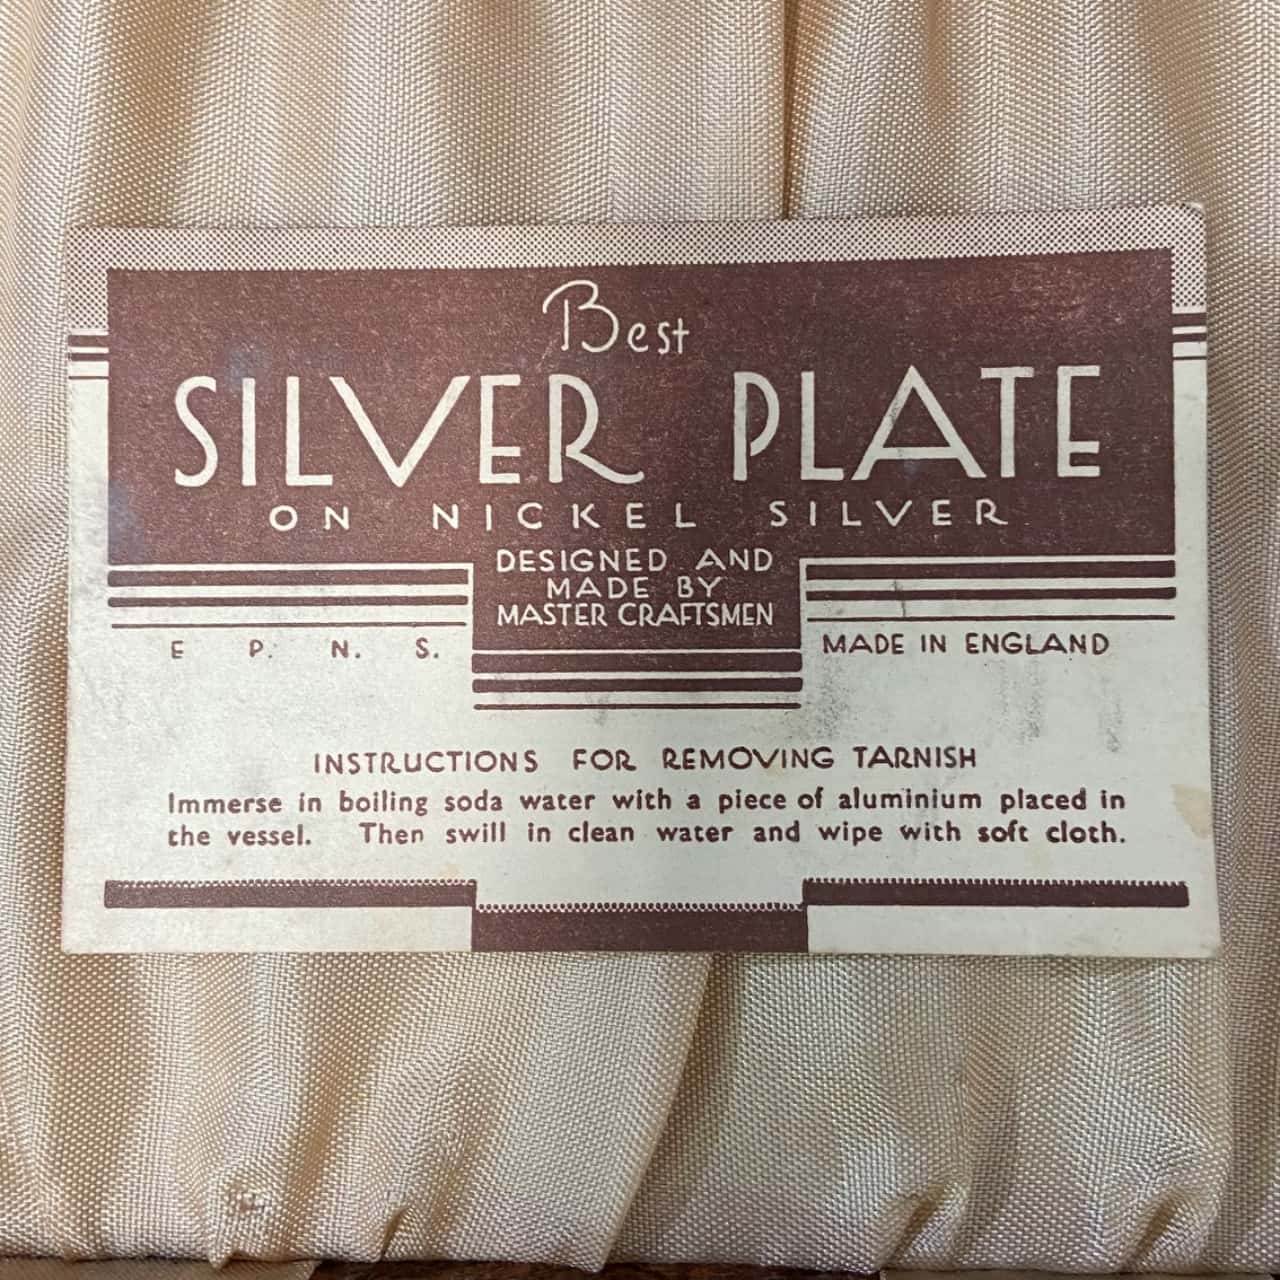 Best
SILVER PLATE
ON NICKEL SILVER
DESIGNED AND
MADE BY
MASTER CRAFTSMEN
E P. N. S.
MADE IN ENGLAND
INSTRUCTIONS FOR REMOVING TARNISH
Immerse in boiling soda water with a piece of aluminium placed in
the vessel. Then swill in clean water and wipe with soft cloth.